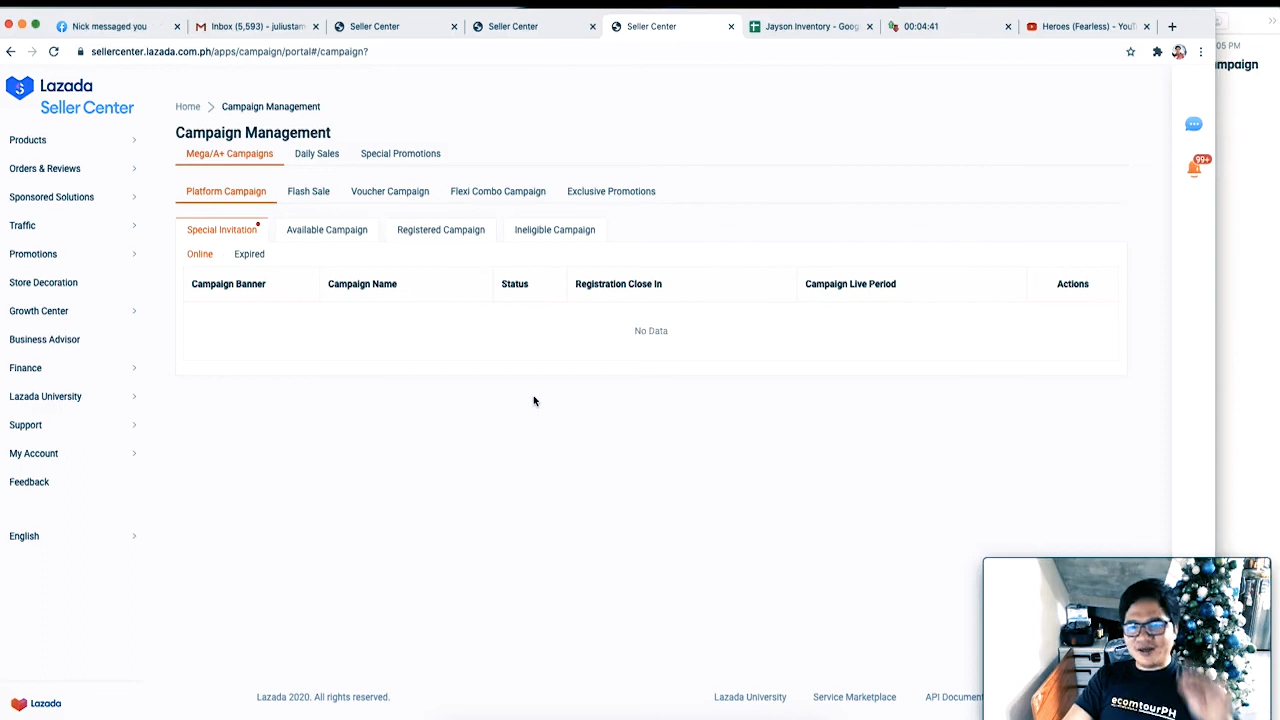 Nick messaged you
Inbox (5,593) - juliustam
Seller Center
Seller Center
Seller Center
Jayson Inventory - Goog
00:04:41
Heroes (Fearless) - YouT
sellercenter.lazada.com.ph/apps/campaign/portal#/campaign?
05 PM
mpaign
Lazada
Seller Center
Home
Campaign Management
Campaign Management
Mega/A+ Campaigns
Daily Sales
Special Promotions
Platform Campaign
Flash Sale
Voucher Campaign
Flexi Combo Campaign
Exclusive Promotions
Special Invitation
Available Campaign
Registered Campaign
Ineligible Campaign
Online
Expired
Campaign Banner
Campaign Name
Status
Registration Close In
Campaign Live Period
Actions
No Data
Products
Orders & Reviews
Sponsored Solutions
Traffic
Promotions
Store Decoration
Growth Center
Business Advisor
Finance
Lazada University
Support
My Account
Feedback
English
99+
Lazada
Lazada 2020. All rights reserved.
Lazada University
Service Marketplace
API Document
ecomtourPH